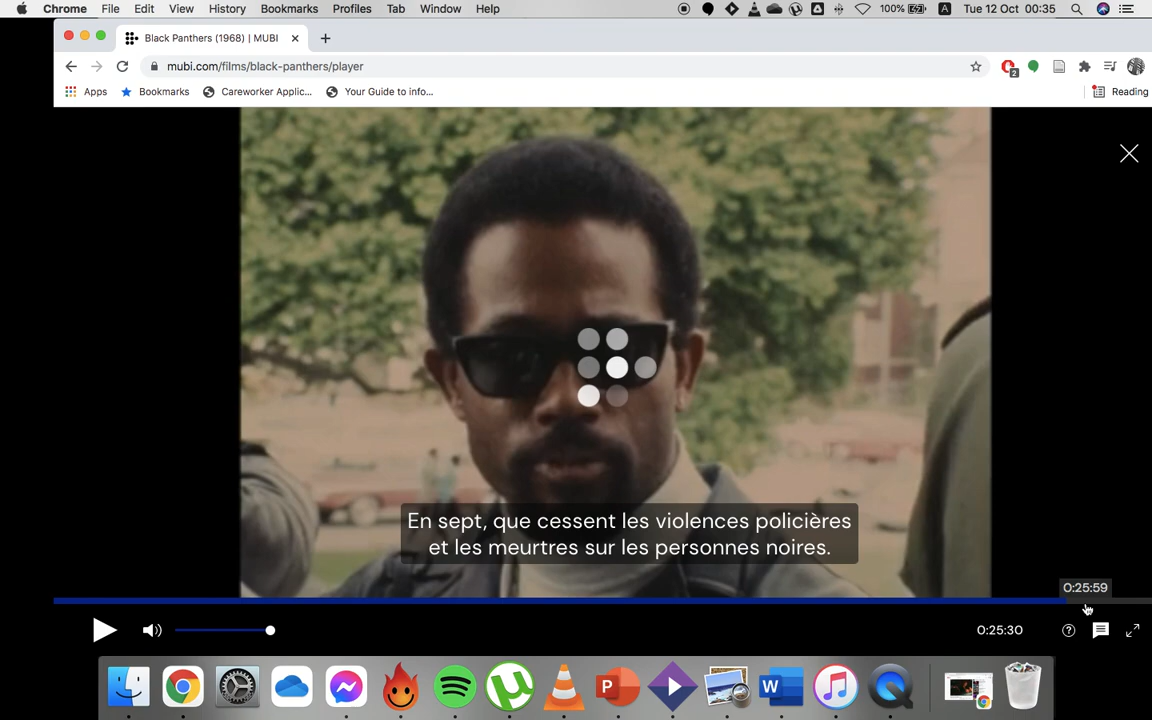 Chrome File Edit View History Bookmarks Profiles Tab Window Help 100% A Tue 12 Oct 00:35
Black Panthers (1968) | MUBI
mubi.com/films/black-panthers/player
2
Apps Bookmarks Careworker Applic... Your Guide to info... Reading
En sept, que cessent les violences policières
et les meurtres sur les personnes noires.
0:25:59
0:25:30